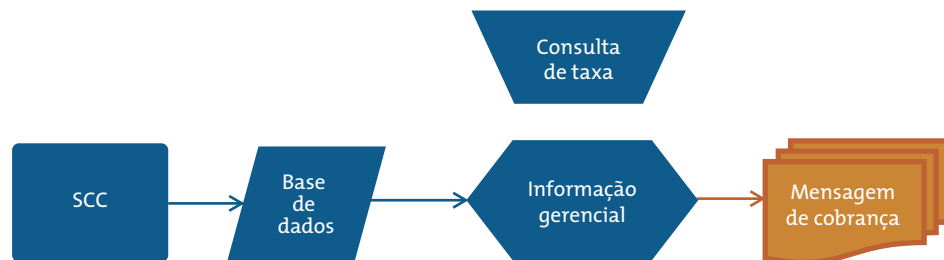 Consulta
de taxa
SCC
Base
de
dados
Informação
gerencial
Mensagem
de cobrança